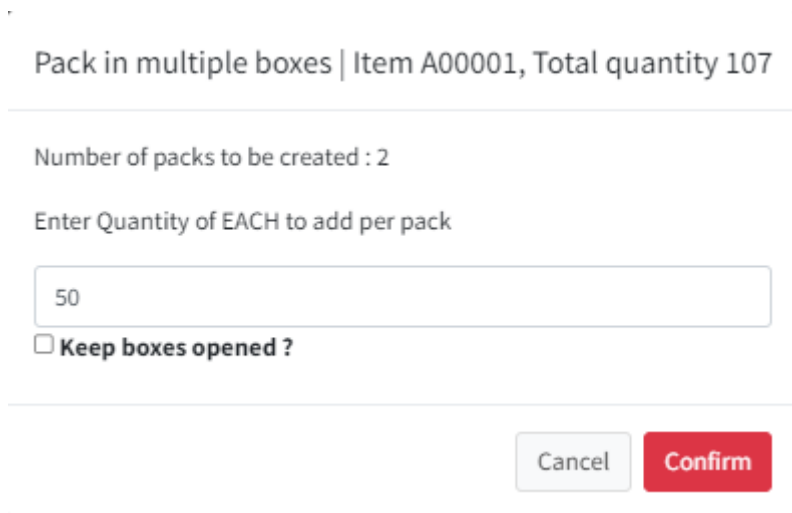 Pack in multiple boxes | Item A00001, Total quantity 107
Number of packs to be created : 2
Enter Quantity of EACH to add per pack
50
Keep boxes opened ?
Cancel
Confirm